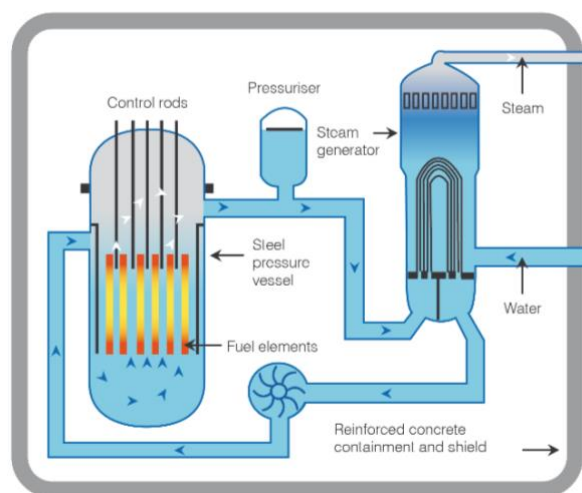 Control rods
Pressuriser
Steam
generator
Steam
Steel
pressure
vessel
Water
Fuel elements
Reinforced concrete
containment and shield